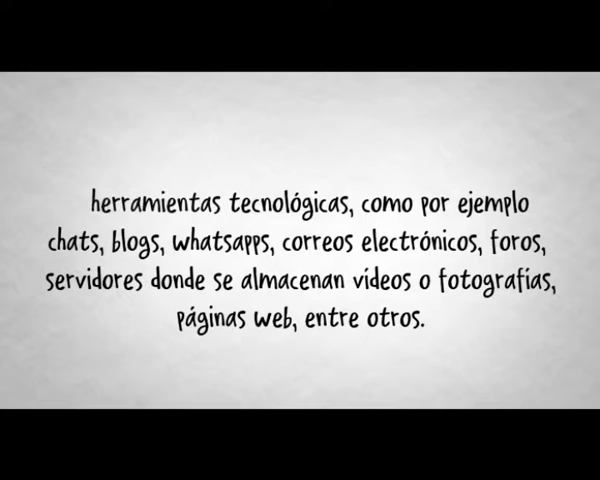 herramientas tecnológicas, como por ejemplo
chats, blogs, whatsapps, correos electrónicos, foros,
servidores donde se almacenan vídeos o fotografías,
páginas web, entre otros.